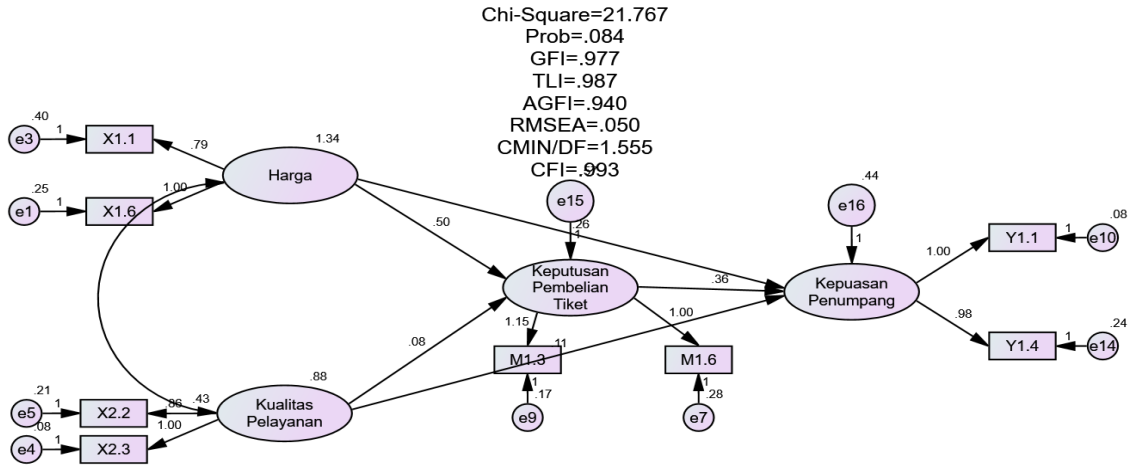 Chi-Square=21.767
Prob=.084
GFI=.977
TLI=.987
AGFI=.940
RMSEA=.050
CMIN/DF=1.555
CFI=.993
.40
e3
1
X1.1
.79
1.34
Harga
.25
e1
1
X1.6
1.00
e15
1
.44
e16
1
.50
.26
Keputusan
Pembelian
Tiket
.36
Kepuasan
Penumpang
1.00
Y1.1
1
e10
.08
.98
Y1.4
1
e14
.24
1.15
1.00
M1.3
M1.6
.11
1
.17
e9
1
.28
e7
.08
.88
Kualitas
Pelayanan
.43
.21
e5
1
X2.2
.86
.08
e4
1
X2.3
1.00